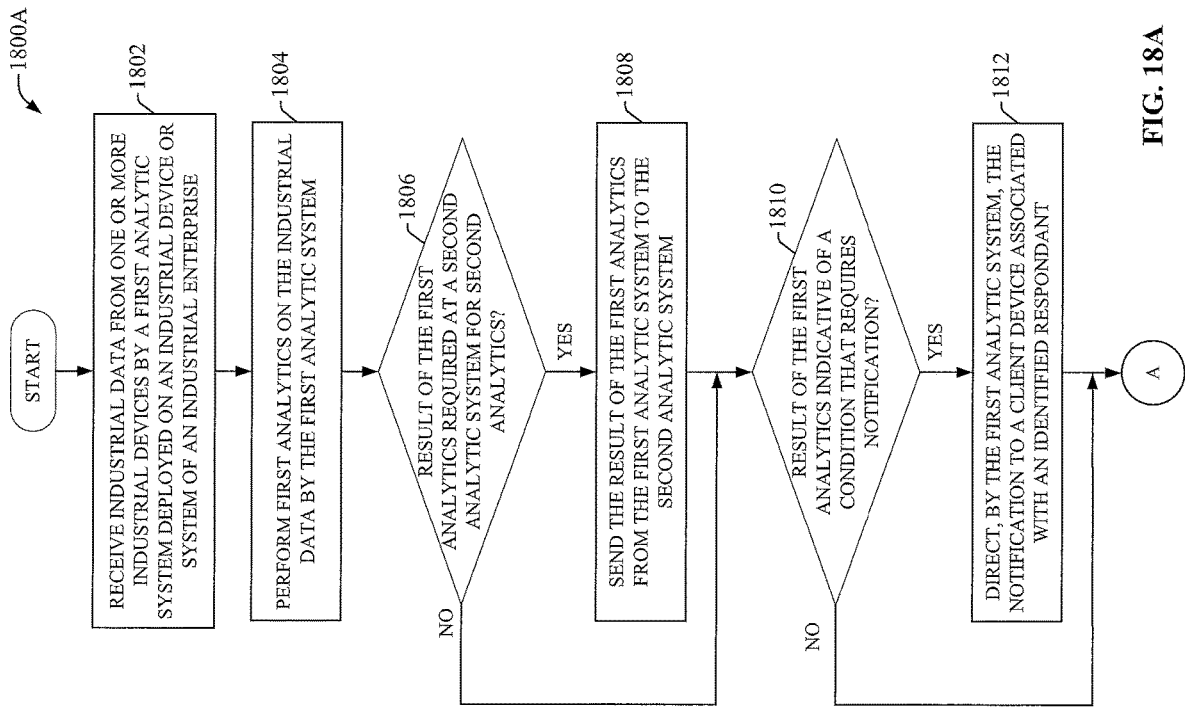 1800A
START
RECEIVE INDUSTRIAL DATA FROM ONE OR MORE
INDUSTRIAL DEVICES BY A FIRST ANALYTIC
SYSTEM DEPLOYED ON AN INDUSTRIAL DEVICE OR
SYSTEM OF AN INDUSTRIAL ENTERPRISE
1802
PERFORM FIRST ANALYTICS ON THE INDUSTRIAL
DATA BY THE FIRST ANALYTIC SYSTEM
1804
RESULT OF THE FIRST
ANALYTICS REQUIRED AT A SECOND
ANALYTIC SYSTEM FOR SECOND
ANALYTICS?
1806
NO
YES
SEND THE RESULT OF THE FIRST ANALYTICS
FROM THE FIRST ANALYTIC SYSTEM TO THE
SECOND ANALYTIC SYSTEM
1808
RESULT OF THE FIRST
ANALYTICS INDICATIVE OF A
CONDITION THAT REQUIRES
NOTIFICATION?
1810
NO
YES
DIRECT, BY THE FIRST ANALYTIC SYSTEM, THE
NOTIFICATION TO A CLIENT DEVICE ASSOCIATED
WITH AN IDENTIFIED RESPONDANT
1812
A
FIG. 18A